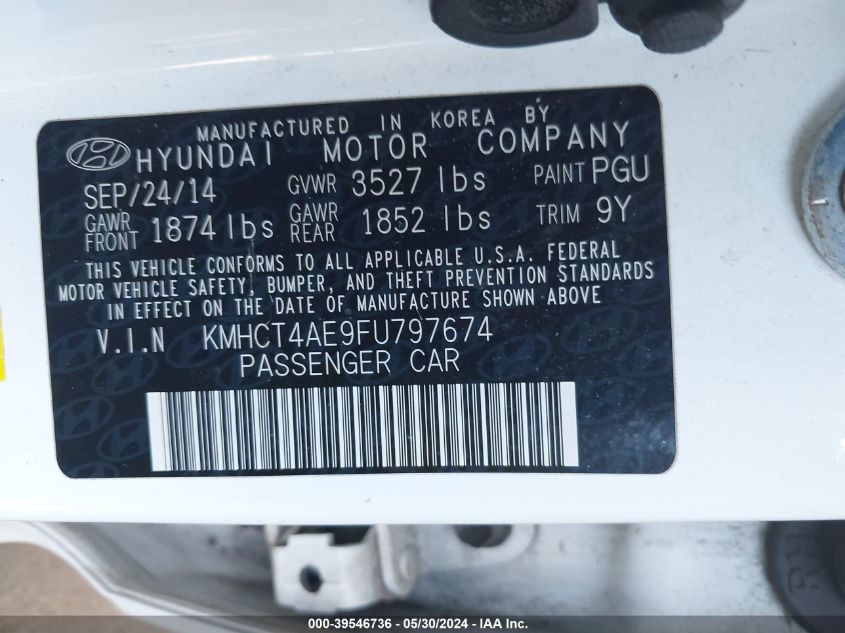 MANUFACTURED IN KOREA BY
HYUNDAI MOTOR COMPANY
SEP/24/14 GVWR 3527 lbs PAINT PGU
GAWR FRONT 1874 lbs GAWR REAR 1852 lbs TRIM 9Y
THIS VEHICLE CONFORMS TO ALL APPLICABLE U.S.A. FEDERAL
MOTOR VEHICLE SAFETY, BUMPER, AND THEFT PREVENTION STANDARDS
IN EFFECT ON THE DATE OF MANUFACTURE SHOWN ABOVE
V.I.N KMHCT4AE9FU797674
PASSENGER CAR
RH
000-39546736 - 05/30/2024 - IAA Inc.